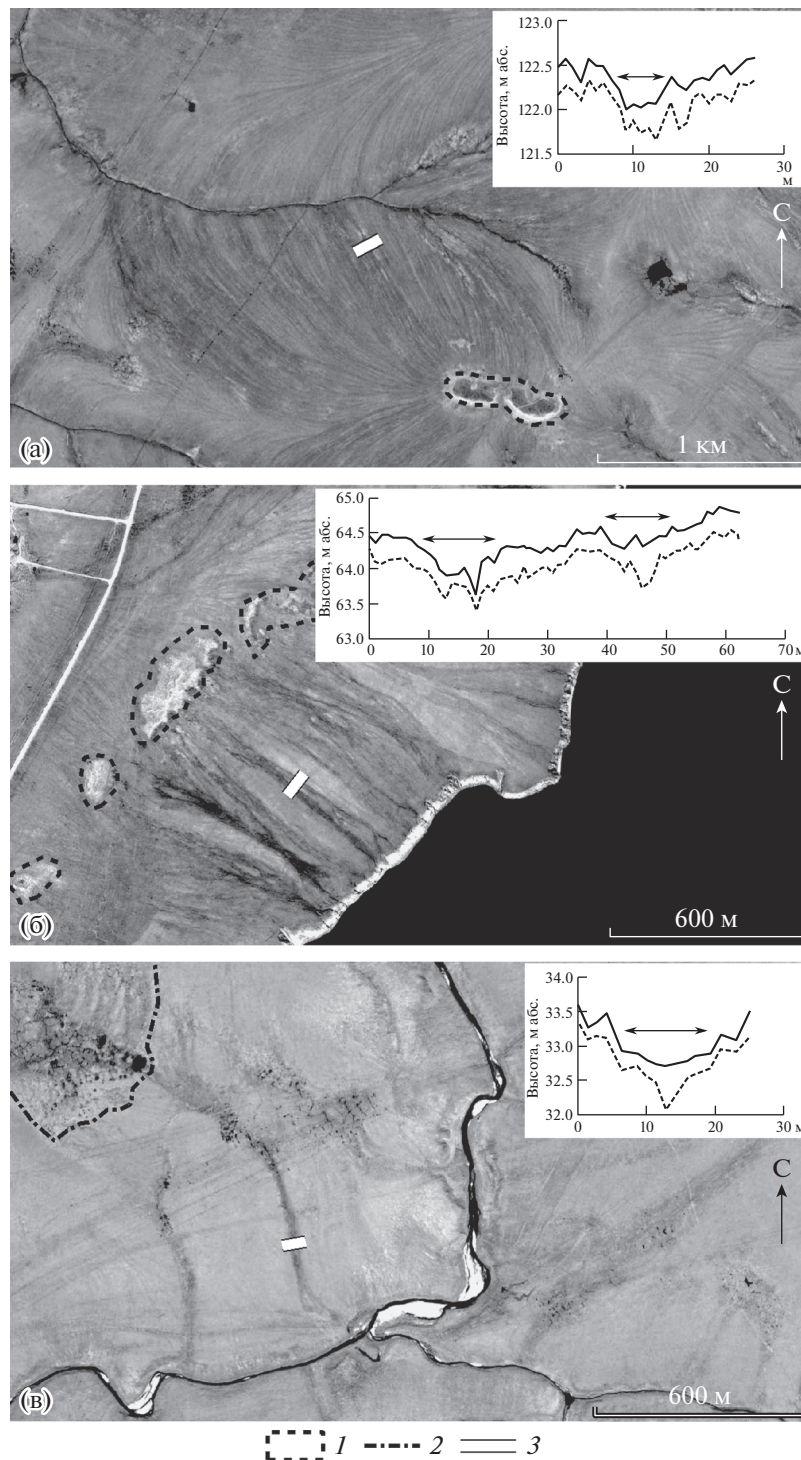 123.0
122.5
122.0
121.5
Высота, м абс.
0 10 20 30
м
С
(а)
1 км
65.0
64.5
64.0
63.5
63.0
Высота, м абс.
0 10 20 30 40 50 60 70 м
С
(б)
600 м
34.0
33.5
33.0
32.5
32.0
Высота, м абс.
0 10 20 30 м
С
(в)
600 м
1 2 3